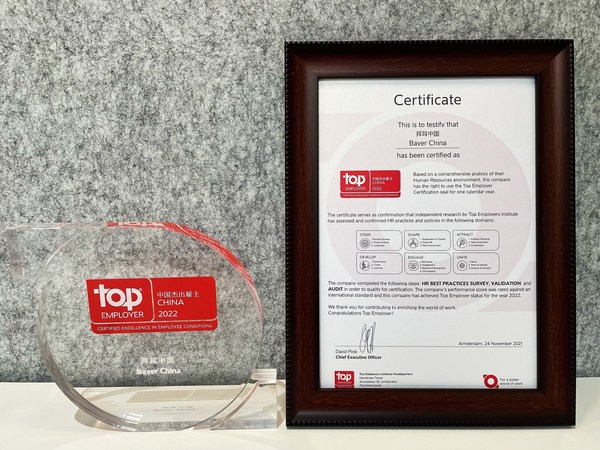 top
EMPLOYER
中国杰出雇主
CHINA
2022
CERTIFIED EXCELLENCE IN EMPLOYEE CONDITIONS
拜耳中国
Bayer China
Certificate
This is to testify that
拜耳中国
Bayer China
has been certified as
top
EMPLOYER
中国杰出雇主
CHINA
2022
Based on a comprehensive analysis of their
Human Resources environment, this company
has the right to use the Top Employer
Certification seal for one calendar year.
The certificate serves as confirmation that independent research by Top Employers Institute
has assessed and confirmed HR practices and policies in the following domains:
STEER
SHAPE
ATTRACT
DEVELOP
ENGAGE
UNITE
The company completed the following steps: HR BEST PRACTICES SURVEY, VALIDATION and
AUDIT in order to qualify for certification. The company's performance score was rated against an
international standard and this company has achieved Top Employer status for the year 2022.
Thank you for contributing to enriching the world of work.
Congratulations Top Employer!
David Plink
Chief Executive Officer
Amsterdam, 24 November 2021
top
EMPLOYER
Top Employers Institute Headquarters
Amsterdam
The Netherlands
For a better
world of work